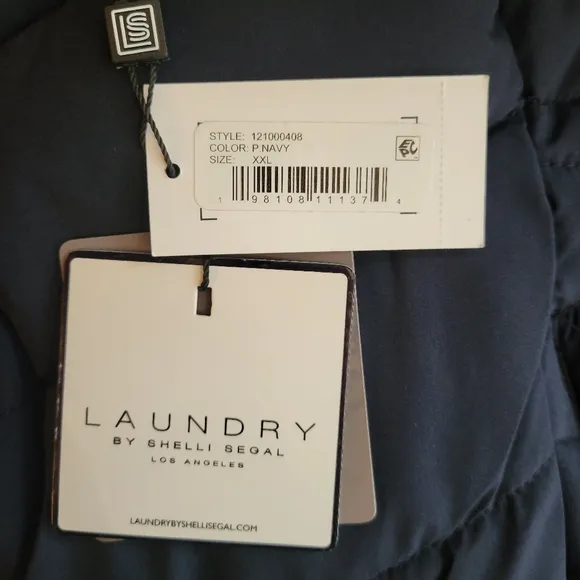 LS
STYLE: 121000408
COLOR: P.NAVY
SIZE: XXL
EPC
1 98108 11137 4
LAUNDRY
BY SHELLI SEGAL
LOS ANGELES
LAUNDRYBYSHELLISEGAL.COM